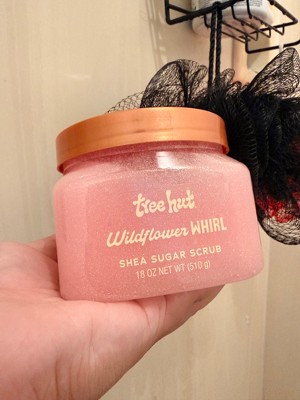 tree hut
Wildflower WHIRL
SHEA SUGAR SCRUB
18 OZ NET WT (510 g)